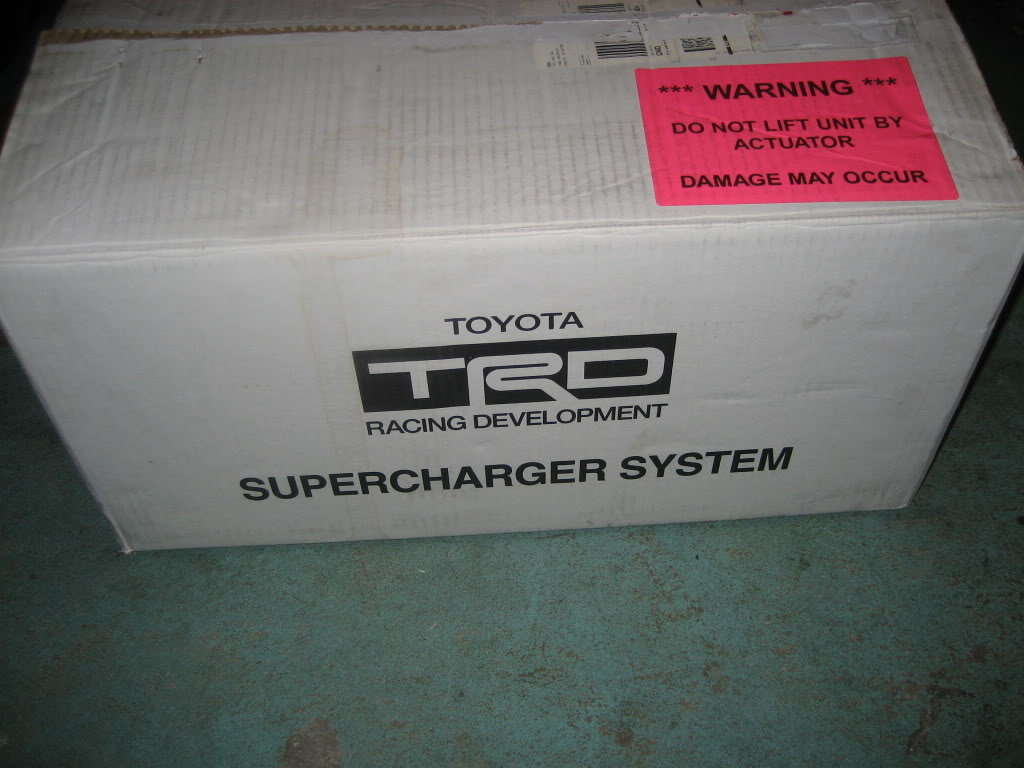 *** WARNING ***
DO NOT LIFT UNIT BY
ACTUATOR
DAMAGE MAY OCCUR
TOYOTA
TRD
RACING DEVELOPMENT
SUPERCHARGER SYSTEM